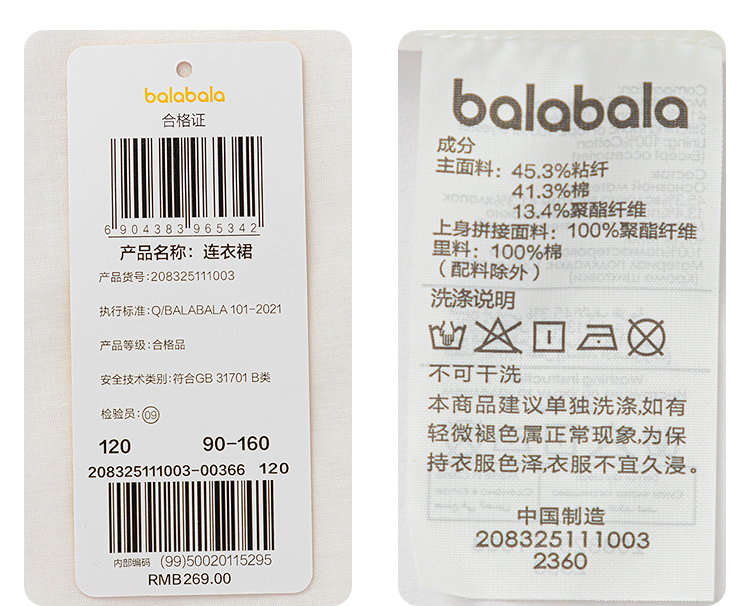 balabala
合格证
6904383965342
产品名称：连衣裙
产品货号:208325111003
执行标准:Q/BALABALA 101-2021
产品等级:合格品
安全技术类别:符合GB 31701 B类
检验员:09
120 90-160
208325111003-00366 120
内部编码 (99)50020115295
RMB269.00
balabala
成分
主面料：45.3%粘纤
41.3%棉
13.4%聚酯纤维
上身拼接面料：100%聚酯纤维
里料：100%棉
（配料除外）
洗涤说明
不可干洗
本商品建议单独洗涤,如有
轻微褪色属正常现象,为保
持衣服色泽,衣服不宜久浸。
中国制造
208325111003
2360